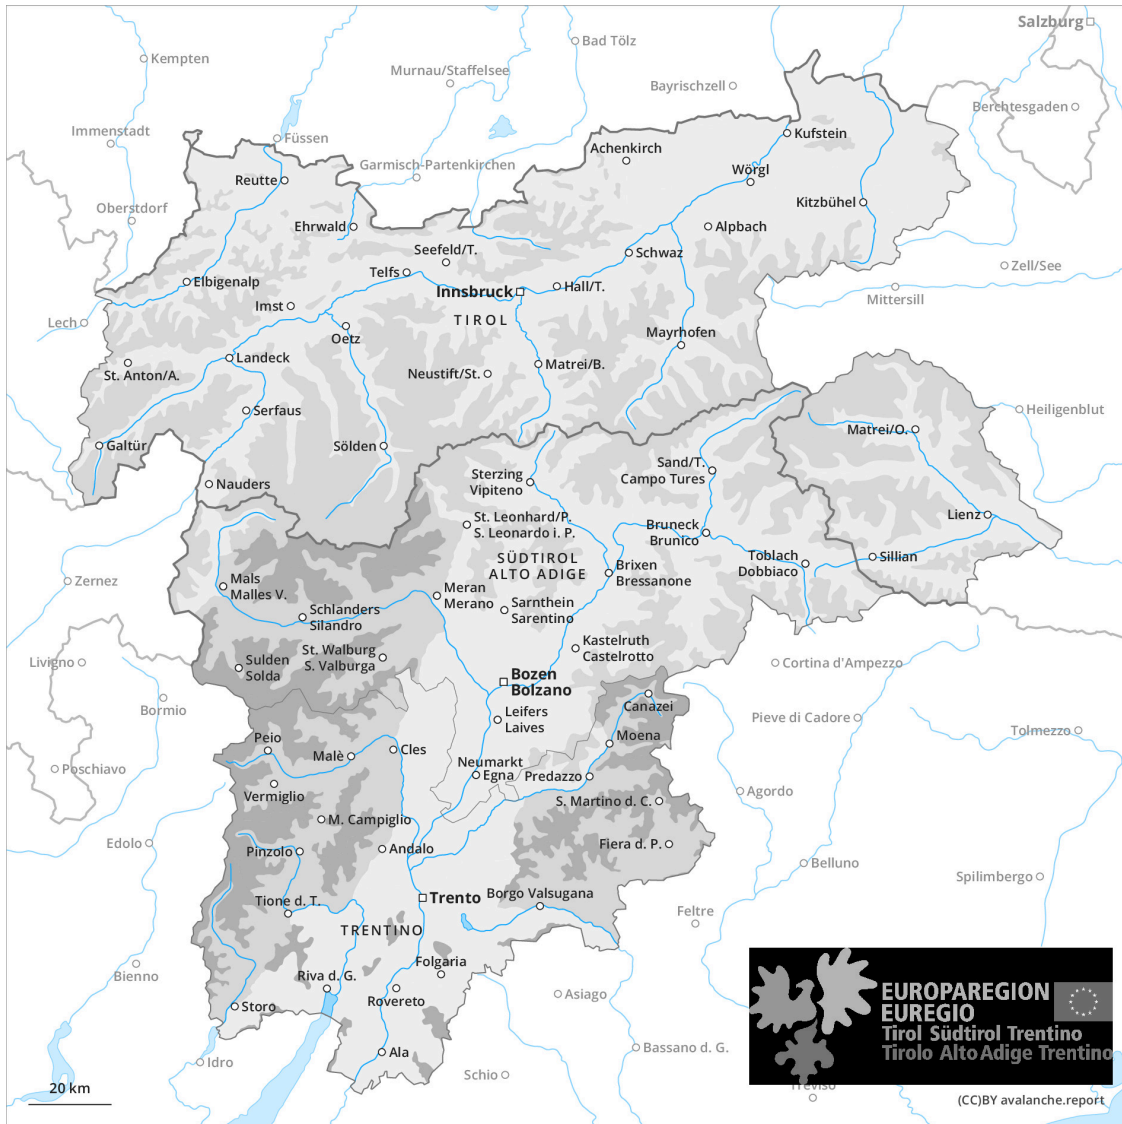 Salzburg
Bad Tölz
Kempten
Murnau/Staffelsee
Bayrischzell
Berchtesgaden
Immenstadt
Füssen
Kufstein
Achenkirch
Garmisch-Partenkirchen
Wörgl
Reutte
Oberstdorf
Kitzbühel
Ehrwald
Alpbach
Seefeld/T.
Schwaz
Telfs
Zell/See
Elbigenalp
Innsbruck
Hall/T.
Mittersill
Imst
TIROL
Lech
Oetz
Mayrhofen
Landeck
Matrei/B.
St. Anton/A.
Neustift/St.
Serfaus
Heiligenblut
Matrei/O.
Galtür
Sölden
Sand/T.
Campo Tures
Sterzing
Vipiteno
Nauders
St. Leonhard/P.
S. Leonardo i. P.
Lienz
Bruneck
Brunico
SÜDTIROL
ALTO ADIGE
Toblach
Dobbiaco
Sillian
Brixen
Bressanone
Zernez
Mals
Malles V.
Meran
Merano
Sarnthein
Sarentino
Schlanders
Silandro
Kastelruth
Castelrotto
St. Walburg
S. Valburga
Livigno
Sulden
Solda
Cortina d'Ampezzo
Bozen
Bolzano
Bormio
Canazei
Leifers
Laives
Pieve di Cadore
Tolmezzo
Peio
Moena
Malè
Cles
Poschiavo
Neumarkt
Egna
Predazzo
Vermiglio
Agordo
S. Martino d. C.
M. Campiglio
Edolo
Pinzolo
Andalo
Fiera d. P.
Belluno
Spilimbergo
Trento
Borgo Valsugana
Tione d. T.
Feltre
TRENTINO
Folgaria
Bienno
Riva d. G.
Rovereto
Asiago
Storo
EUROPAREGION
EUREGIO
Tirol Südtirol Trentino
Tirolo Alto Adige Trentino
Ala
Idro
Bassano d. G.
Schio
Treviso
20 km
(CC)BY avalanche.report